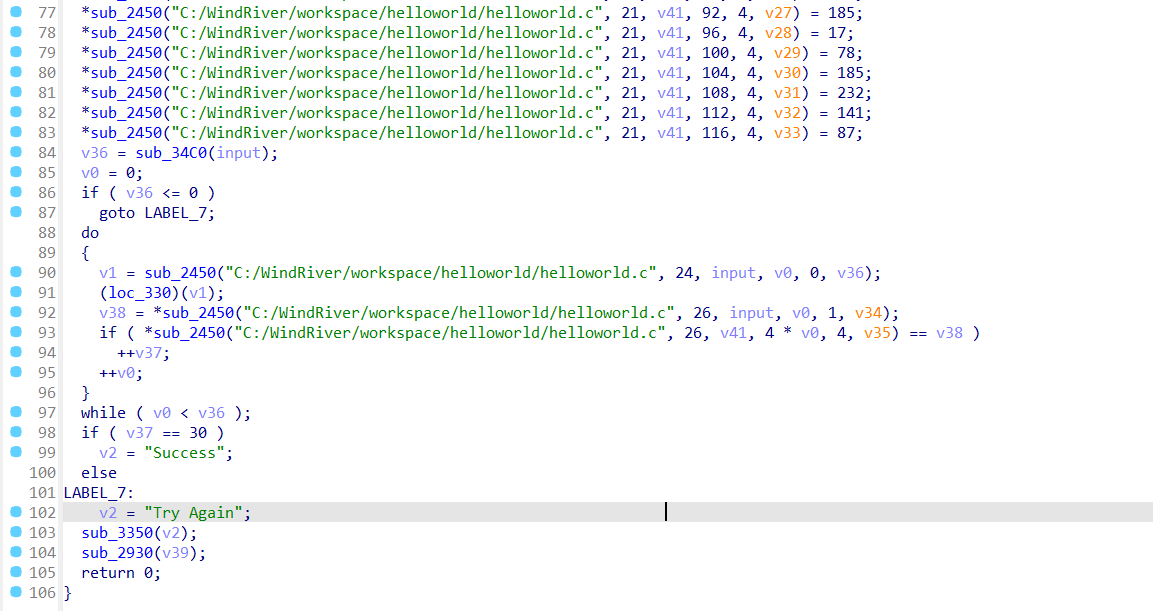 77 *sub_2450("C:/WindRiver/workspace/helloworld/helloworld.c", 21, v41, 92, 4, v27) = 185;
78 *sub_2450("C:/WindRiver/workspace/helloworld/helloworld.c", 21, v41, 96, 4, v28) = 17;
79 *sub_2450("C:/WindRiver/workspace/helloworld/helloworld.c", 21, v41, 100, 4, v29) = 78;
80 *sub_2450("C:/WindRiver/workspace/helloworld/helloworld.c", 21, v41, 104, 4, v30) = 185;
81 *sub_2450("C:/WindRiver/workspace/helloworld/helloworld.c", 21, v41, 108, 4, v31) = 232;
82 *sub_2450("C:/WindRiver/workspace/helloworld/helloworld.c", 21, v41, 112, 4, v32) = 141;
83 *sub_2450("C:/WindRiver/workspace/helloworld/helloworld.c", 21, v41, 116, 4, v33) = 87;
84 v36 = sub_34C0(input);
85 v0 = 0;
86 if ( v36 <= 0 )
87 goto LABEL_7;
88 do
89 {
90 v1 = sub_2450("C:/WindRiver/workspace/helloworld/helloworld.c", 24, input, v0, 0, v36);
91 (loc_330)(v1);
92 v38 = *sub_2450("C:/WindRiver/workspace/helloworld/helloworld.c", 26, input, v0, 1, v34);
93 if ( *sub_2450("C:/WindRiver/workspace/helloworld/helloworld.c", 26, v41, 4 * v0, 4, v35) == v38 )
94 ++v37;
95 ++v0;
96 }
97 while ( v0 < v36 );
98 if ( v37 == 30 )
99 v2 = "Success";
100 else
101 LABEL_7:
102 v2 = "Try Again";
103 sub_3350(v2);
104 sub_2930(v39);
105 return 0;
106 }